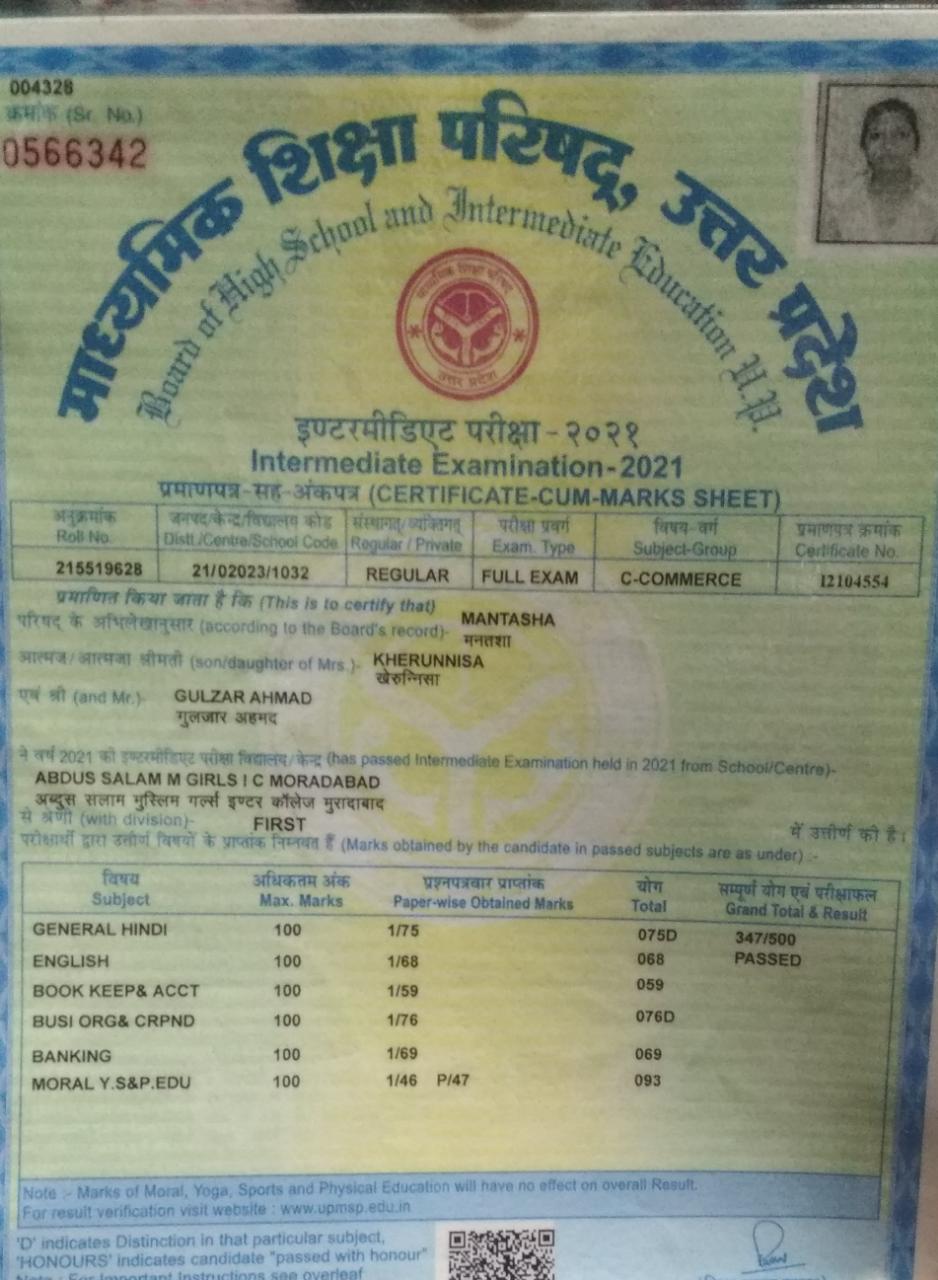 004328
क्रमांक (Sr. No.)
0566342
माध्यमिक शिक्षा परिषद्, उत्तर प्रदेश
Board of High School and Intermediate Education U.P.
माध्यमिक शिक्षा परिषद्
उत्तर प्रदेश
इण्टरमीडिएट परीक्षा - २०२१
Intermediate Examination-2021
प्रमाणपत्र-सह-अंकपत्र (CERTIFICATE-CUM-MARKS SHEET)
अनुक्रमांक जनपद/केन्द्र/विद्यालय कोड संस्थागत/व्यक्तिगत परीक्षा प्रवर्ग विषय-वर्ग प्रमाणपत्र क्रमांक
Roll No. Distt./Centre/School Code Regular / Private Exam. Type Subject-Group Certificate No.
215519628 21/02023/1032 REGULAR FULL EXAM C-COMMERCE 12104554
प्रमाणित किया जाता है कि (This is to certify that)
परिषद के अभिलेखानुसार (according to the Board's record)- MANTASHA
मनतशा
आत्मज/आत्मजा श्रीमती (son/daughter of Mrs.)- KHERUNNISA
खेरुन्निसा
एवं श्री (and Mr.)- GULZAR AHMAD
गुलजार अहमद
ने वर्ष 2021 की इण्टरमीडिएट परीक्षा विद्यालय/केन्द्र (has passed Intermediate Examination held in 2021 from School/Centre)-
ABDUS SALAM M GIRLS I C MORADABAD
अब्दुस सलाम मुस्लिम गर्ल्स इण्टर कॉलेज मुरादाबाद
से श्रेणी (with division)- FIRST में उत्तीर्ण की है।
परीक्षार्थी द्वारा उत्तीर्ण विषयों के प्राप्तांक निम्नवत हैं (Marks obtained by the candidate in passed subjects are as under) :-
विषय अधिकतम अंक प्रश्नपत्रवार प्राप्तांक योग सम्पूर्ण योग एवं परीक्षाफल
Subject Max. Marks Paper-wise Obtained Marks Total Grand Total & Result
GENERAL HINDI 100 1/75 075D 347/500
ENGLISH 100 1/68 068 PASSED
BOOK KEEP& ACCT 100 1/59 059
BUSI ORG& CRPND 100 1/76 076D
BANKING 100 1/69 069
MORAL Y.S&P.EDU 100 1/46 P/47 093
Note :- Marks of Moral, Yoga, Sports and Physical Education will have no effect on overall Result.
For result verification visit website : www.upmsp.edu.in
'D' indicates Distinction in that particular subject,
'HONOURS' indicates candidate "passed with honour"
Note : For Important Instructions see overleaf